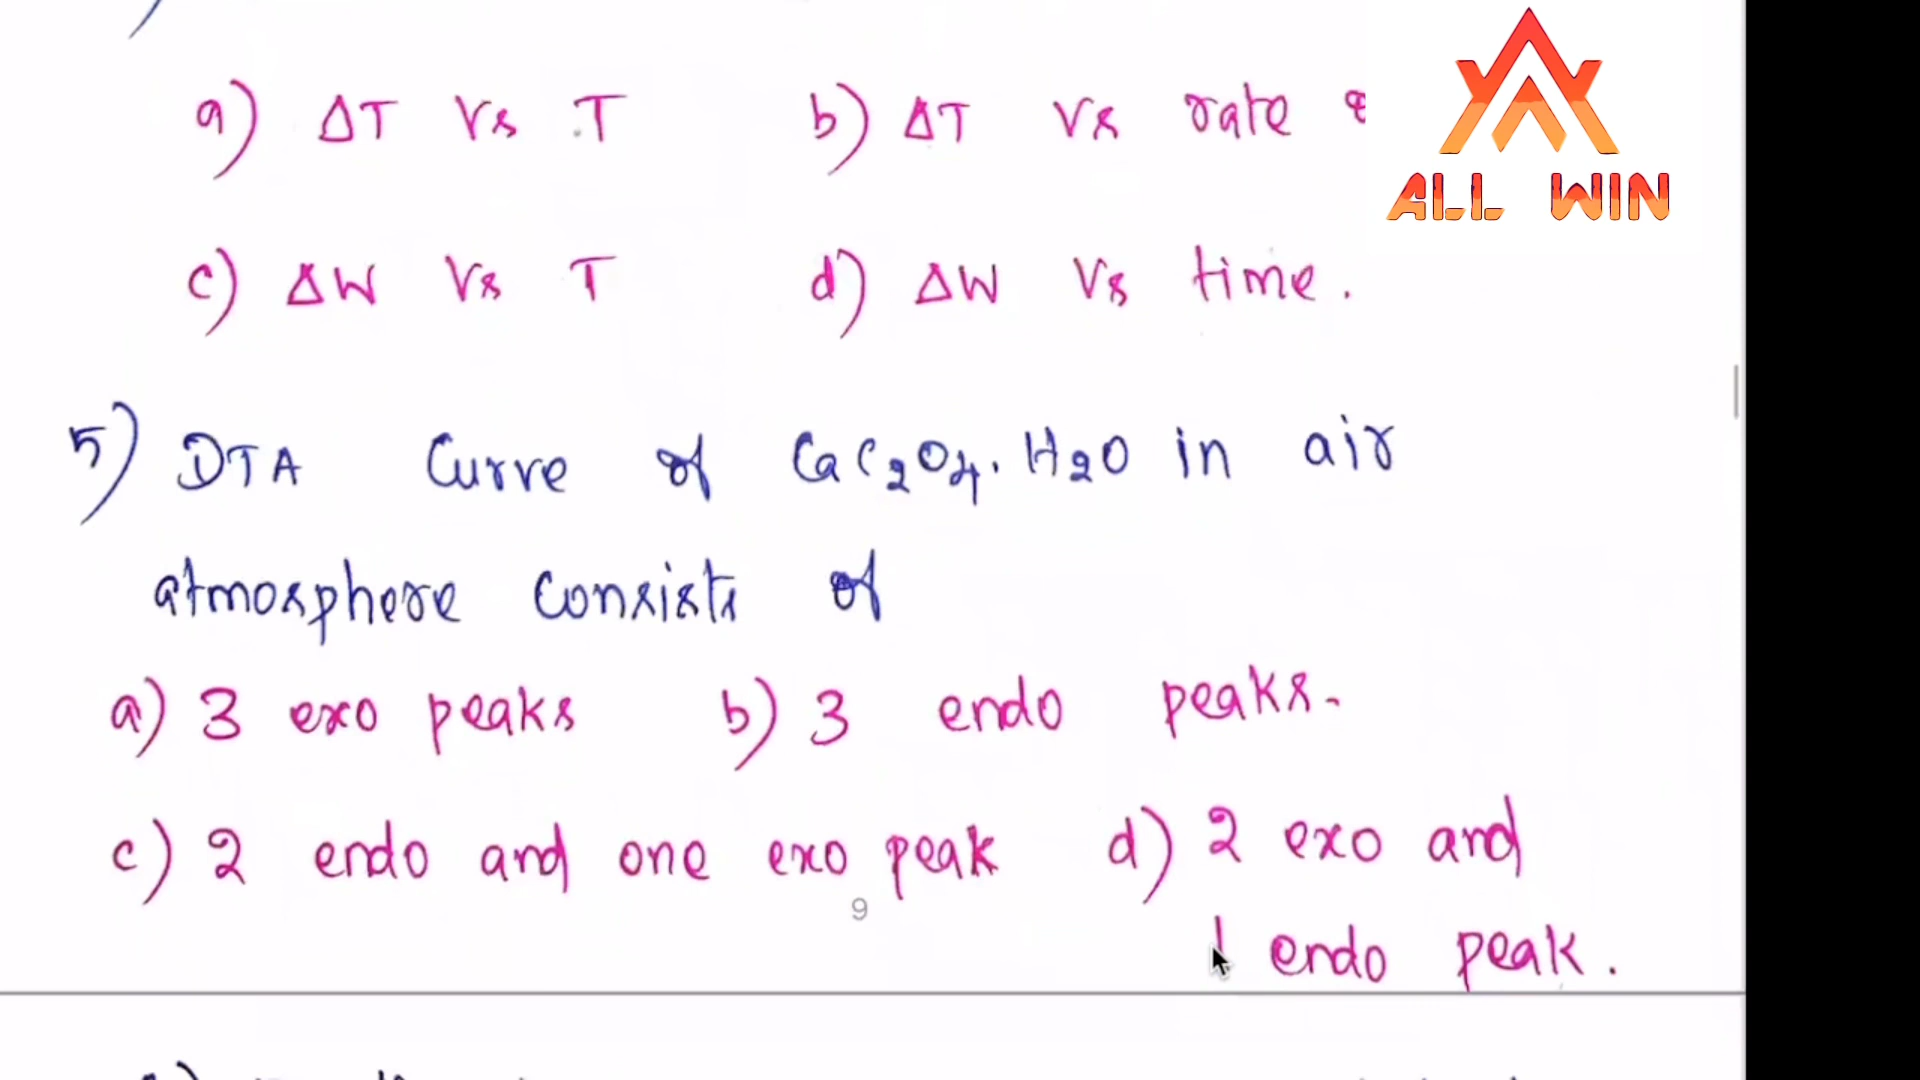 a) ΔT Vs T b) ΔT Vs rate
ALL WIN
c) ΔW Vs T d) ΔW Vs time.
5) DTA Curve of CaC₂O₄.H₂O in air
atmosphere consists of
a) 3 exo peaks b) 3 endo peaks.
c) 2 endo and one exo peak d) 2 exo and
1 endo peak.
9